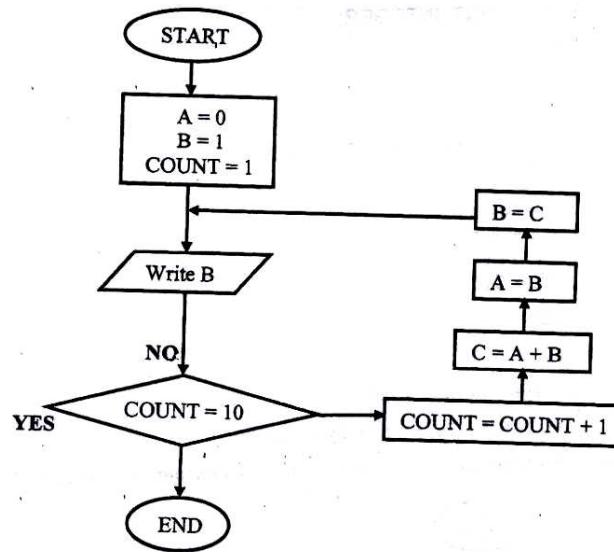 START
A = 0
B = 1
COUNT = 1
B = C
Write B
A = B
C = A + B
NO
COUNT = 10
YES
COUNT = COUNT + 1
END